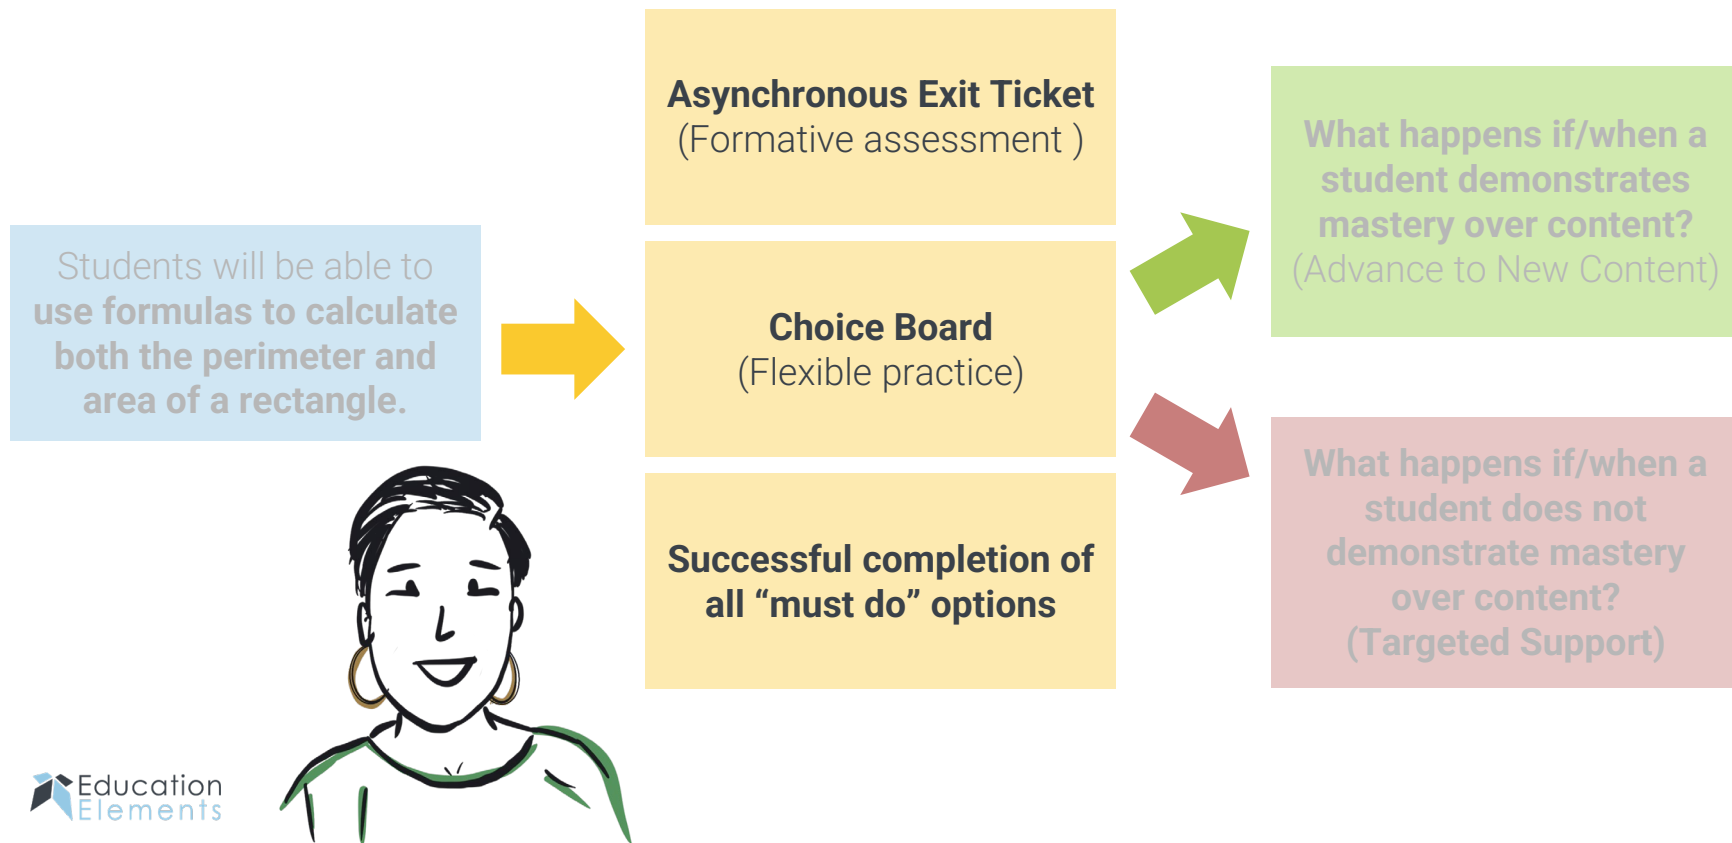 Students will be able to
use formulas to calculate
both the perimeter and
area of a rectangle.
Asynchronous Exit Ticket
(Formative assessment )
Choice Board
(Flexible practice)
Successful completion of
all “must do” options
What happens if/when a
student demonstrates
mastery over content?
(Advance to New Content)
What happens if/when a
student does not
demonstrate mastery
over content?
(Targeted Support)
Education
Elements